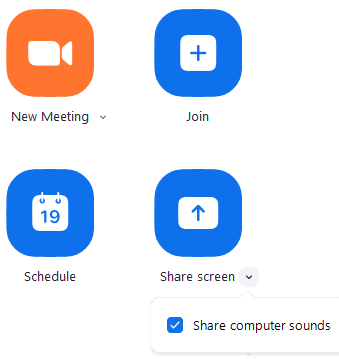 New Meeting
Join
19
Schedule
Share screen
Share computer sounds